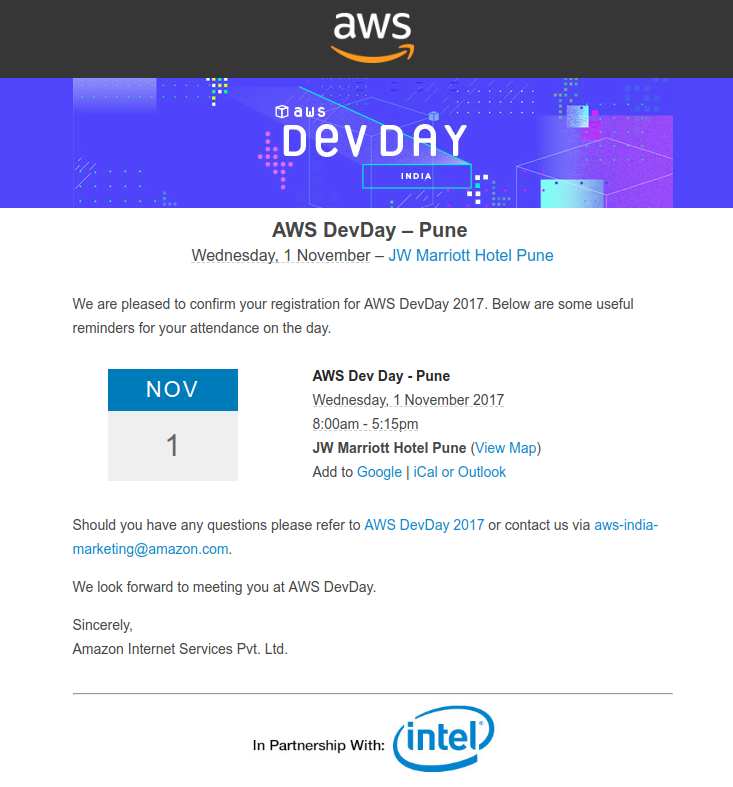 aws
aws
DEV DAY
INDIA
AWS DevDay – Pune
Wednesday, 1 November – JW Marriott Hotel Pune
We are pleased to confirm your registration for AWS DevDay 2017. Below are some useful
reminders for your attendance on the day.
NOV
1
AWS Dev Day - Pune
Wednesday, 1 November 2017
8:00am - 5:15pm
JW Marriott Hotel Pune (View Map)
Add to Google | iCal or Outlook
Should you have any questions please refer to AWS DevDay 2017 or contact us via aws-india-
marketing@amazon.com.
We look forward to meeting you at AWS DevDay.
Sincerely,
Amazon Internet Services Pvt. Ltd.
In Partnership With: intel®